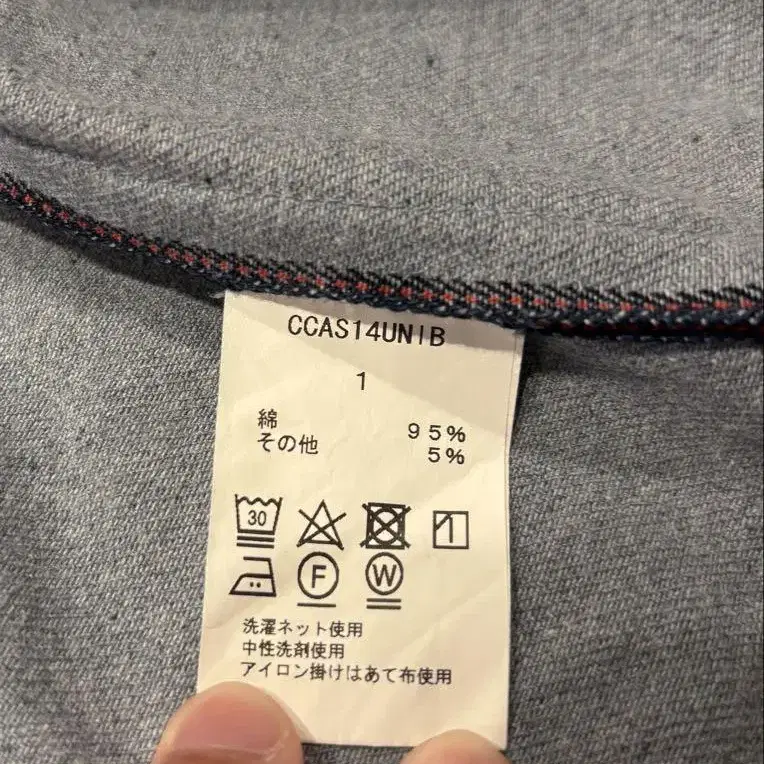 CCAS14UNIB
1
綿 95%
その他 5%
30
F W
洗濯ネット使用
中性洗剤使用
アイロン掛けはあて布使用